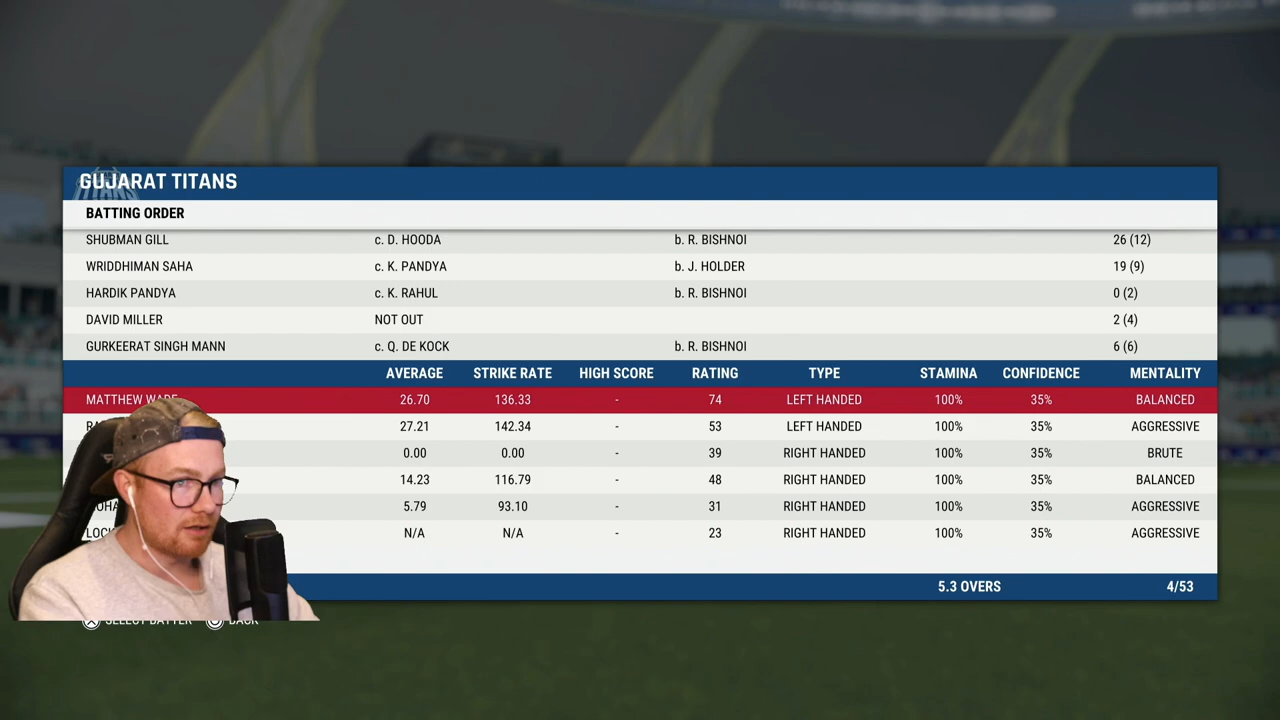 GUJARAT TITANS
BATTING ORDER
SHUBMAN GILL c. D. HOODA b. R. BISHNOI 26 (12)
WRIDDHIMAN SAHA c. K. PANDYA b. J. HOLDER 19 (9)
HARDIK PANDYA c. K. RAHUL b. R. BISHNOI 0 (2)
DAVID MILLER NOT OUT 2 (4)
GURKEERAT SINGH MANN c. Q. DE KOCK b. R. BISHNOI 6 (6)
AVERAGE STRIKE RATE HIGH SCORE RATING TYPE STAMINA CONFIDENCE MENTALITY
MATTHEW WADE 26.70 136.33 - 74 LEFT HANDED 100% 35% BALANCED
27.21 142.34 - 53 LEFT HANDED 100% 35% AGGRESSIVE
0.00 0.00 - 39 RIGHT HANDED 100% 35% BRUTE
14.23 116.79 - 48 RIGHT HANDED 100% 35% BALANCED
5.79 93.10 - 31 RIGHT HANDED 100% 35% AGGRESSIVE
N/A N/A - 23 RIGHT HANDED 100% 35% AGGRESSIVE
5.3 OVERS 4/53
SELECT BATTER BACK